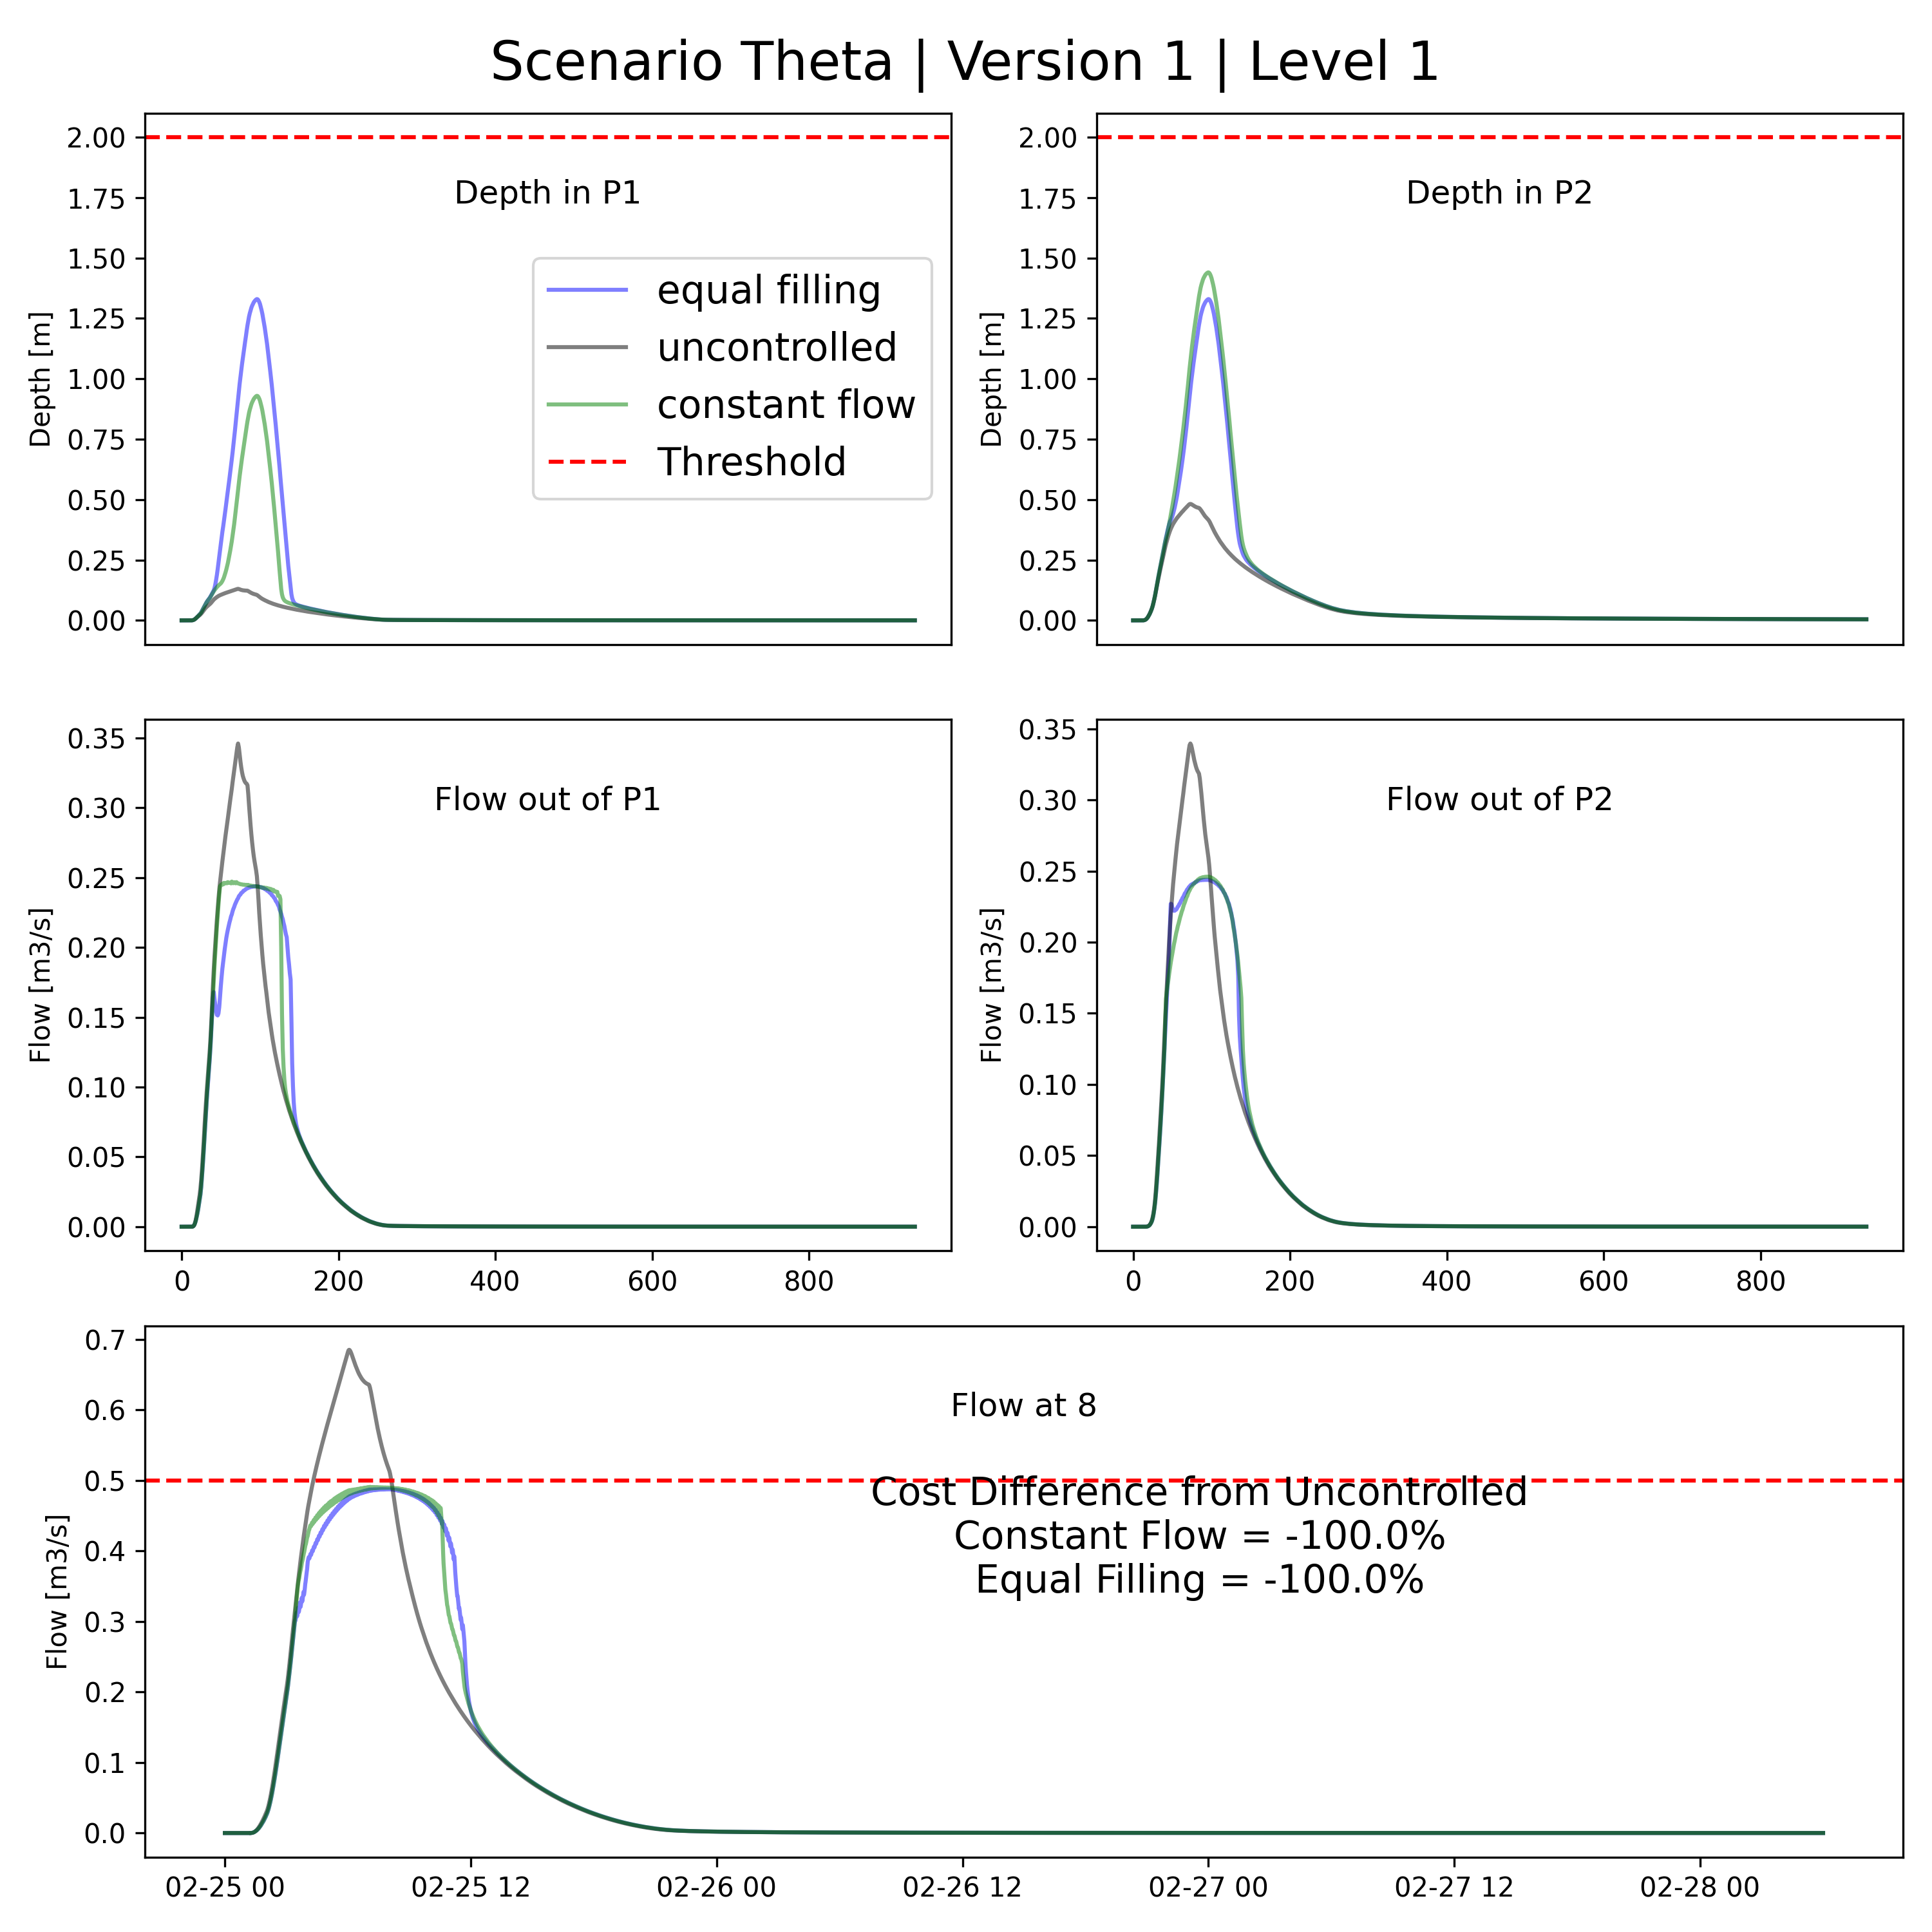 Scenario Theta | Version 1 | Level 1
2.00
1.75
1.50
1.25
1.00
0.75
0.50
0.25
0.00
Depth [m]
Depth in P1
equal filling
uncontrolled
constant flow
Threshold
2.00
1.75
1.50
1.25
1.00
0.75
0.50
0.25
0.00
Depth [m]
Depth in P2
0.35
0.30
0.25
0.20
0.15
0.10
0.05
0.00
Flow [m3/s]
Flow out of P1
0 200 400 600 800
0.35
0.30
0.25
0.20
0.15
0.10
0.05
0.00
Flow [m3/s]
Flow out of P2
0 200 400 600 800
0.7
0.6
0.5
0.4
0.3
0.2
0.1
0.0
Flow [m3/s]
Flow at 8
Cost Difference from Uncontrolled
Constant Flow = -100.0%
Equal Filling = -100.0%
02-25 00 02-25 12 02-26 00 02-26 12 02-27 00 02-27 12 02-28 00